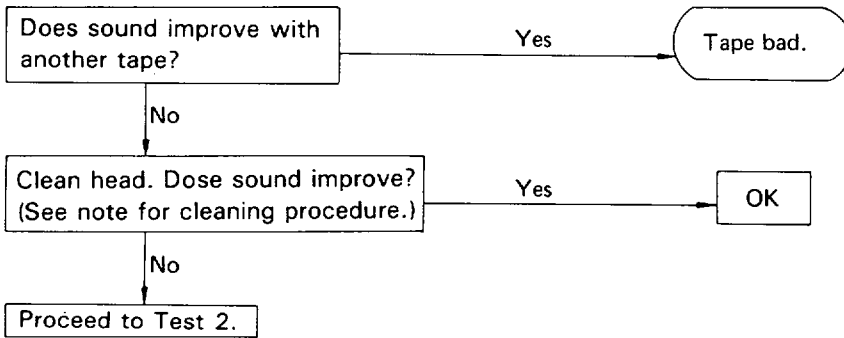 Does sound improve with
another tape?
Yes
Tape bad.
No
Clean head. Dose sound improve?
(See note for cleaning procedure.)
Yes
OK
No
Proceed to Test 2.